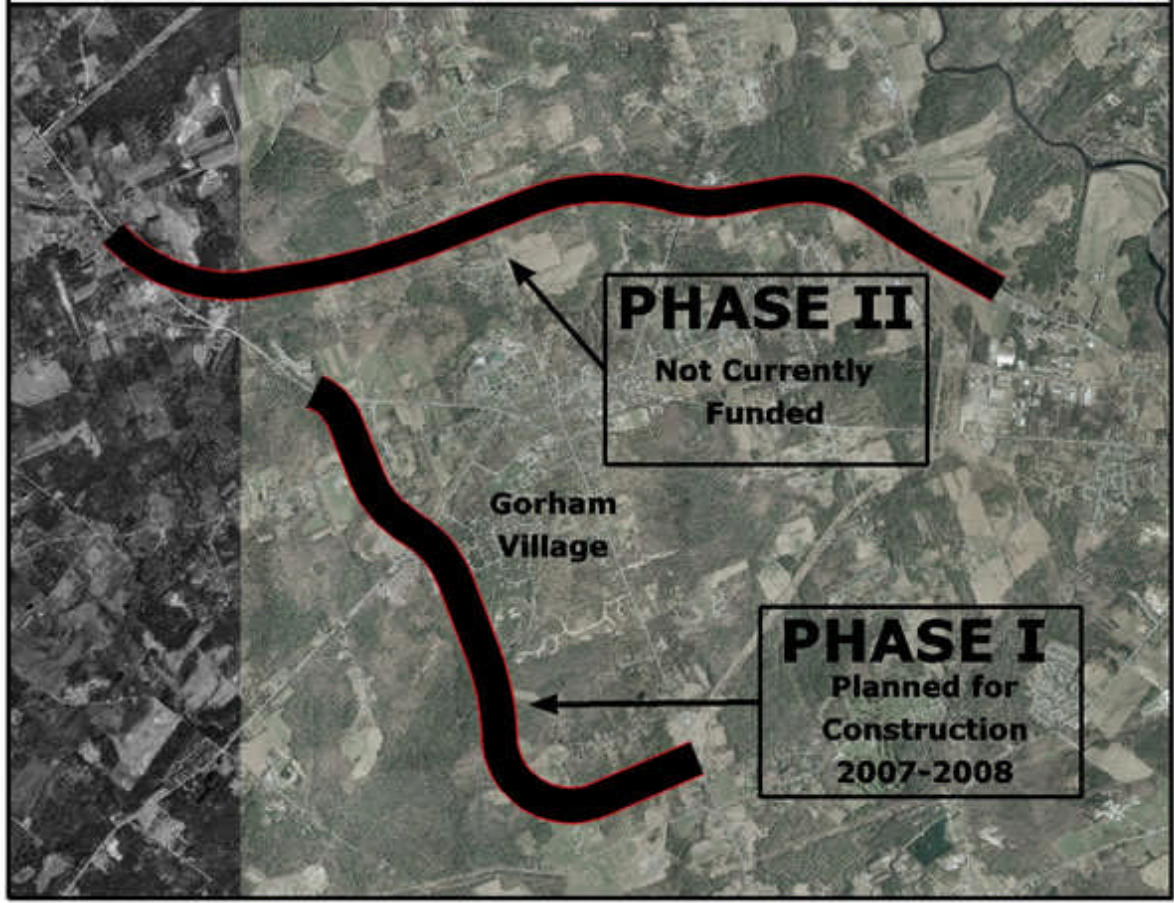 PHASE II
Not Currently
Funded
Gorham
Village
PHASE I
Planned for
Construction
2007-2008